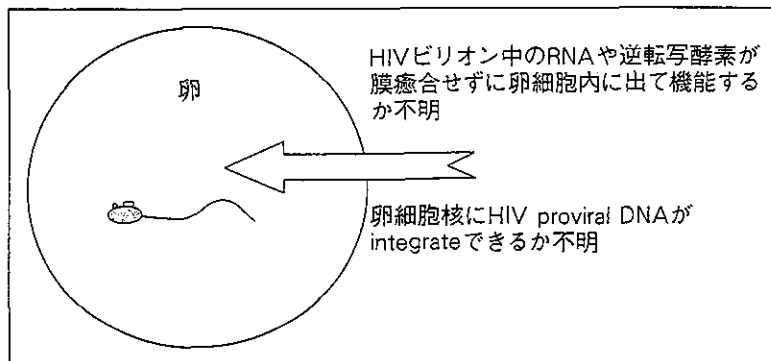 卵
HIVビリオン中のRNAや逆転写酵素が
膜癒合せずに卵細胞内に出て機能する
か不明
卵細胞核にHIV proviral DNAが
integrateできるか不明